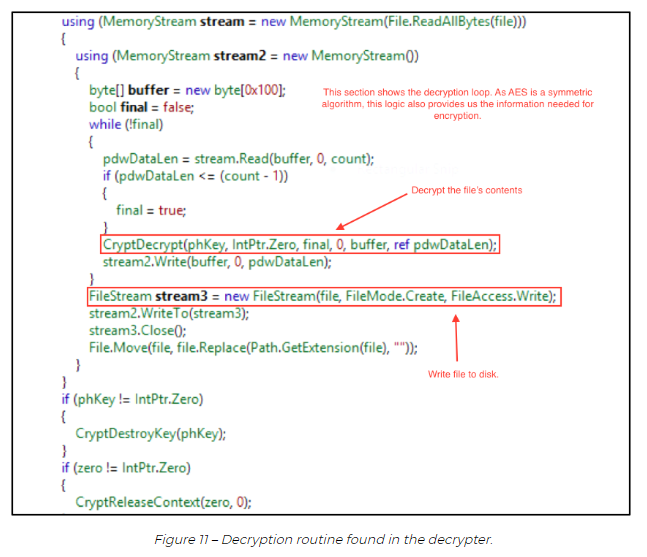 using (MemoryStream stream = new MemoryStream(File.ReadAllBytes(file)))
{
using (MemoryStream stream2 = new MemoryStream())
{
byte[] buffer = new byte[0x100];
bool final = false;
while (!final)
{
pdwDataLen = stream.Read(buffer, 0, count);
if (pdwDataLen <= (count - 1))
{
final = true;
}
CryptDecrypt(phKey, IntPtr.Zero, final, 0, buffer, ref pdwDataLen);
stream2.Write(buffer, 0, pdwDataLen);
}
FileStream stream3 = new FileStream(file, FileMode.Create, FileAccess.Write);
stream2.WriteTo(stream3);
stream3.Close();
File.Move(file, file.Replace(Path.GetExtension(file), ""));
}
}
if (phKey != IntPtr.Zero)
{
CryptDestroyKey(phKey);
}
if (zero != IntPtr.Zero)
{
CryptReleaseContext(zero, 0);
This section shows the decryption loop. As AES is a symmetric
algorithm, this logic also provides us the information needed for
encryption.
Decrypt the file's contents
Write file to disk.
Figure 11 – Decryption routine found in the decrypter.